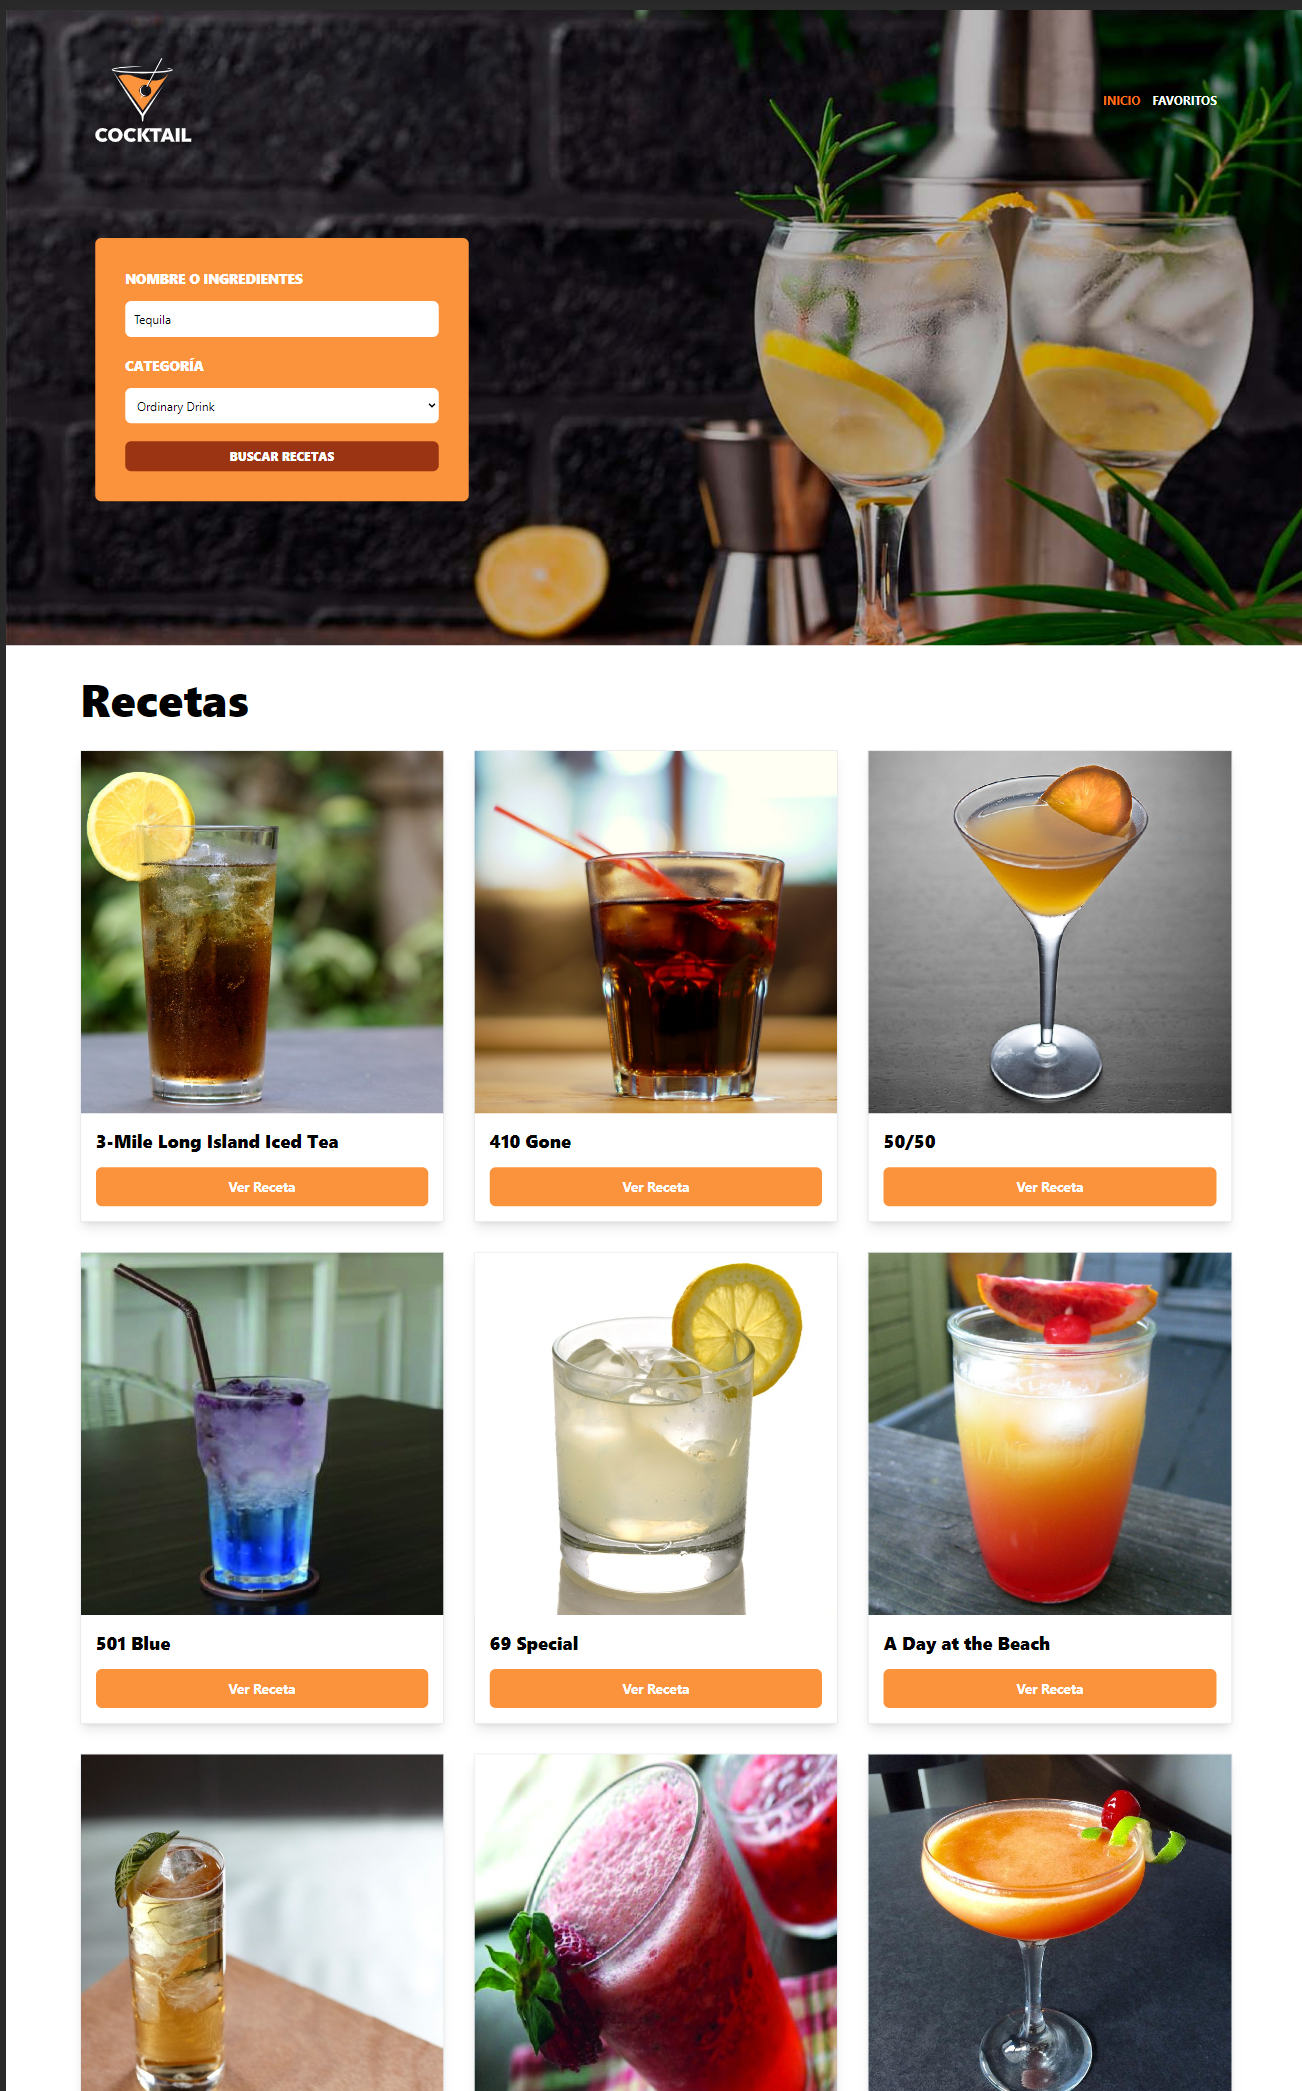 COCKTAIL
INICIO FAVORITOS
NOMBRE O INGREDIENTES
Tequila
CATEGORÍA
Ordinary Drink
BUSCAR RECETAS
Recetas
3-Mile Long Island Iced Tea
Ver Receta
410 Gone
Ver Receta
50/50
Ver Receta
501 Blue
Ver Receta
69 Special
Ver Receta
A Day at the Beach
Ver Receta